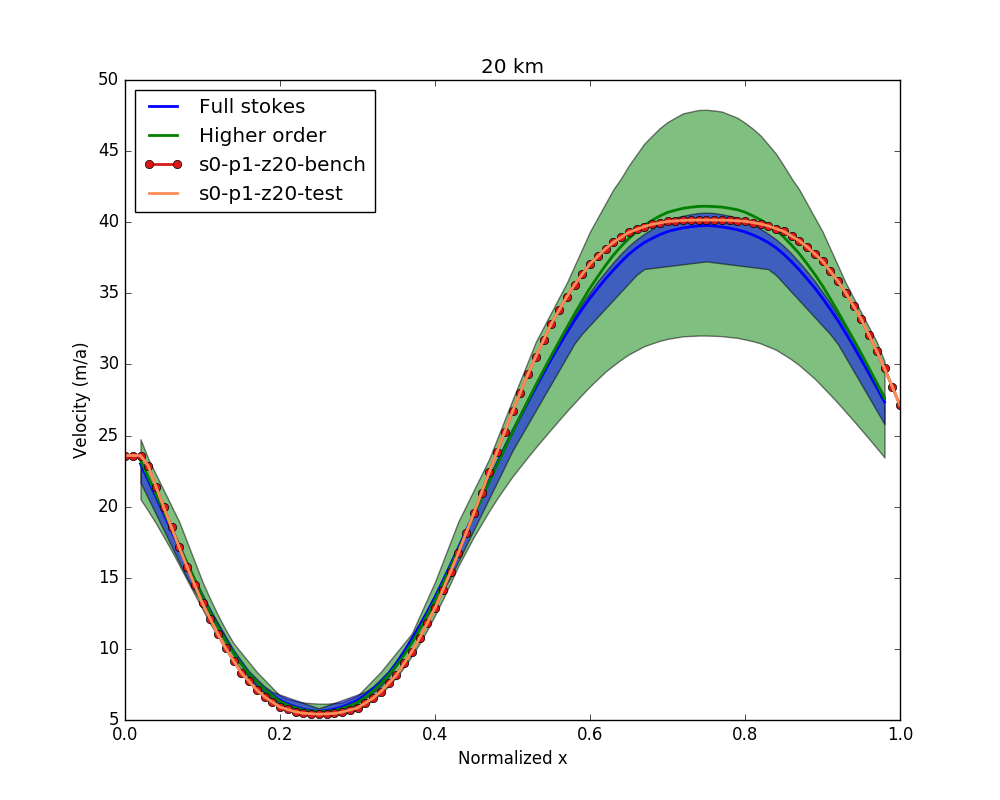 20 km
50
45
40
35
30
25
20
15
10
5
Velocity (m/a)
Full stokes
Higher order
s0-p1-z20-bench
s0-p1-z20-test
0.0 0.2 0.4 0.6 0.8 1.0
Normalized x